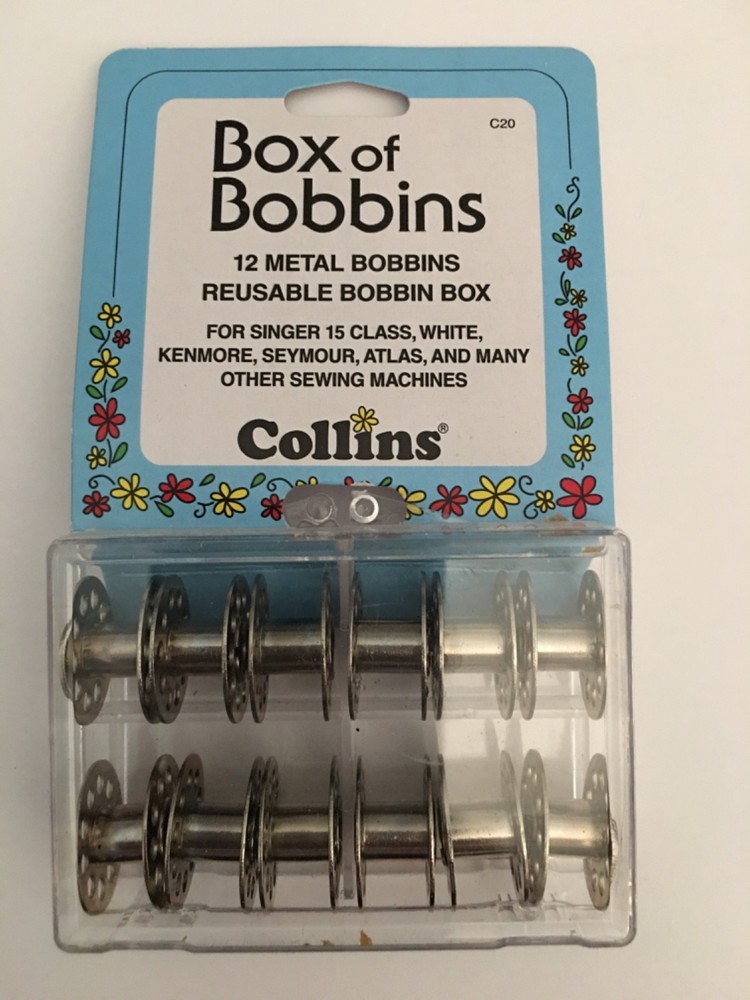 C20
Box of
Bobbins
12 METAL BOBBINS
REUSABLE BOBBIN BOX
FOR SINGER 15 CLASS, WHITE,
KENMORE, SEYMOUR, ATLAS, AND MANY
OTHER SEWING MACHINES
Collins®